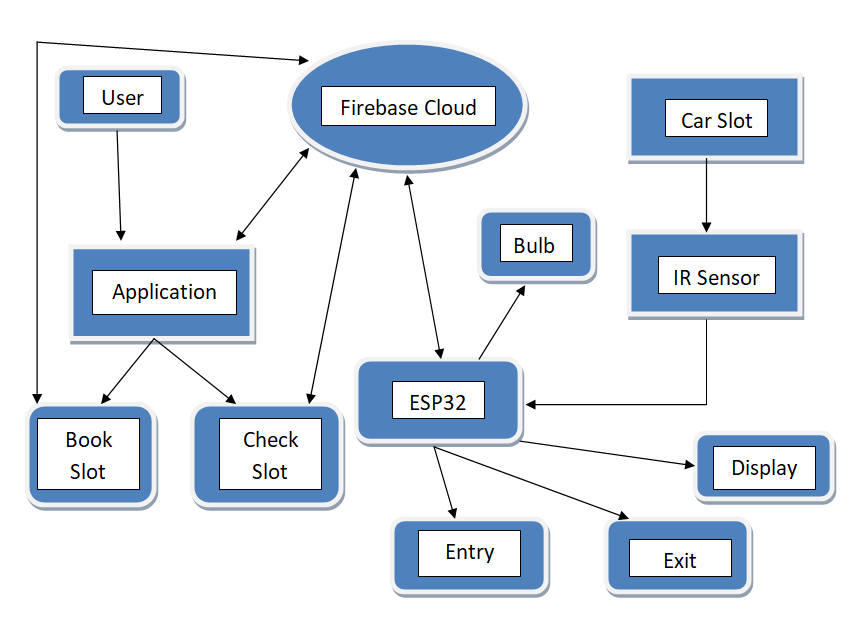 User
Firebase Cloud
Car Slot
Bulb
Application
IR Sensor
ESP32
Book
Slot
Check
Slot
Display
Entry
Exit